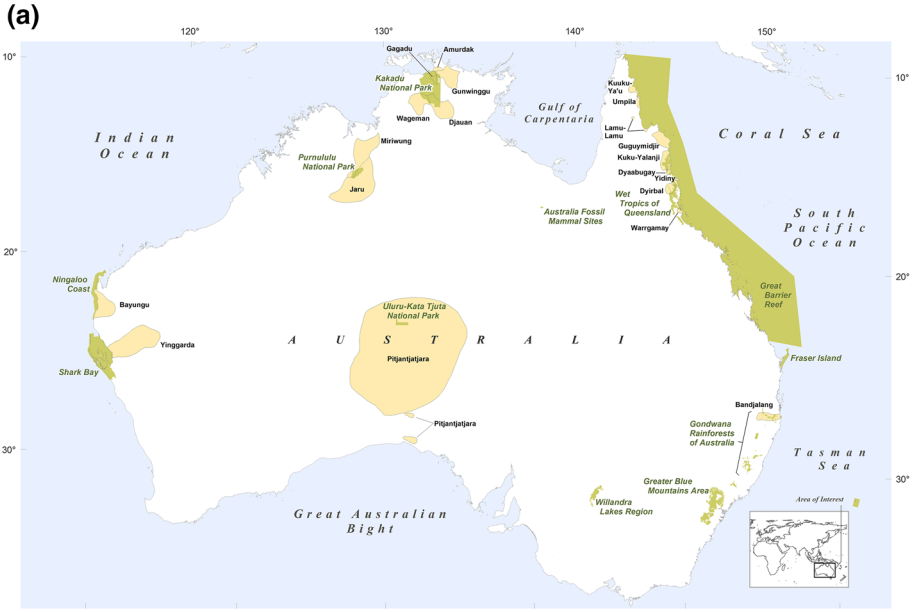 (a)
120°
130°
140°
150°
10°
10°
Gagadu
Amurdak
Kakadu
National Park
Gunwinggu
Wageman
Djauan
Gulf of
Carpentaria
Kuuku-
Ya'u
Umpila
Lamu-
Lamu
Guguymidjir
Kuku-Yalanji
Dyaabugay
Yidiny
Dyirbal
Wet
Tropics of
Queensland
Warrgamay
Coral Sea
Indian
Ocean
Miriwung
Purnululu
National Park
Jaru
Australia Fossil
Mammal Sites
South
Pacific
Ocean
20°
20°
Ningaloo
Coast
Bayungu
Uluru-Kata Tjuta
National Park
Great
Barrier
Reef
Yinggarda
AUSTRALIA
Pitjantjatjara
Shark Bay
Fraser Island
Pitjantjatjara
Bandjalang
Gondwana
Rainforests
of Australia
30°
30°
Tasman
Sea
Greater Blue
Mountains Area
Willandra
Lakes Region
Great Australian
Bight
Area of Interest